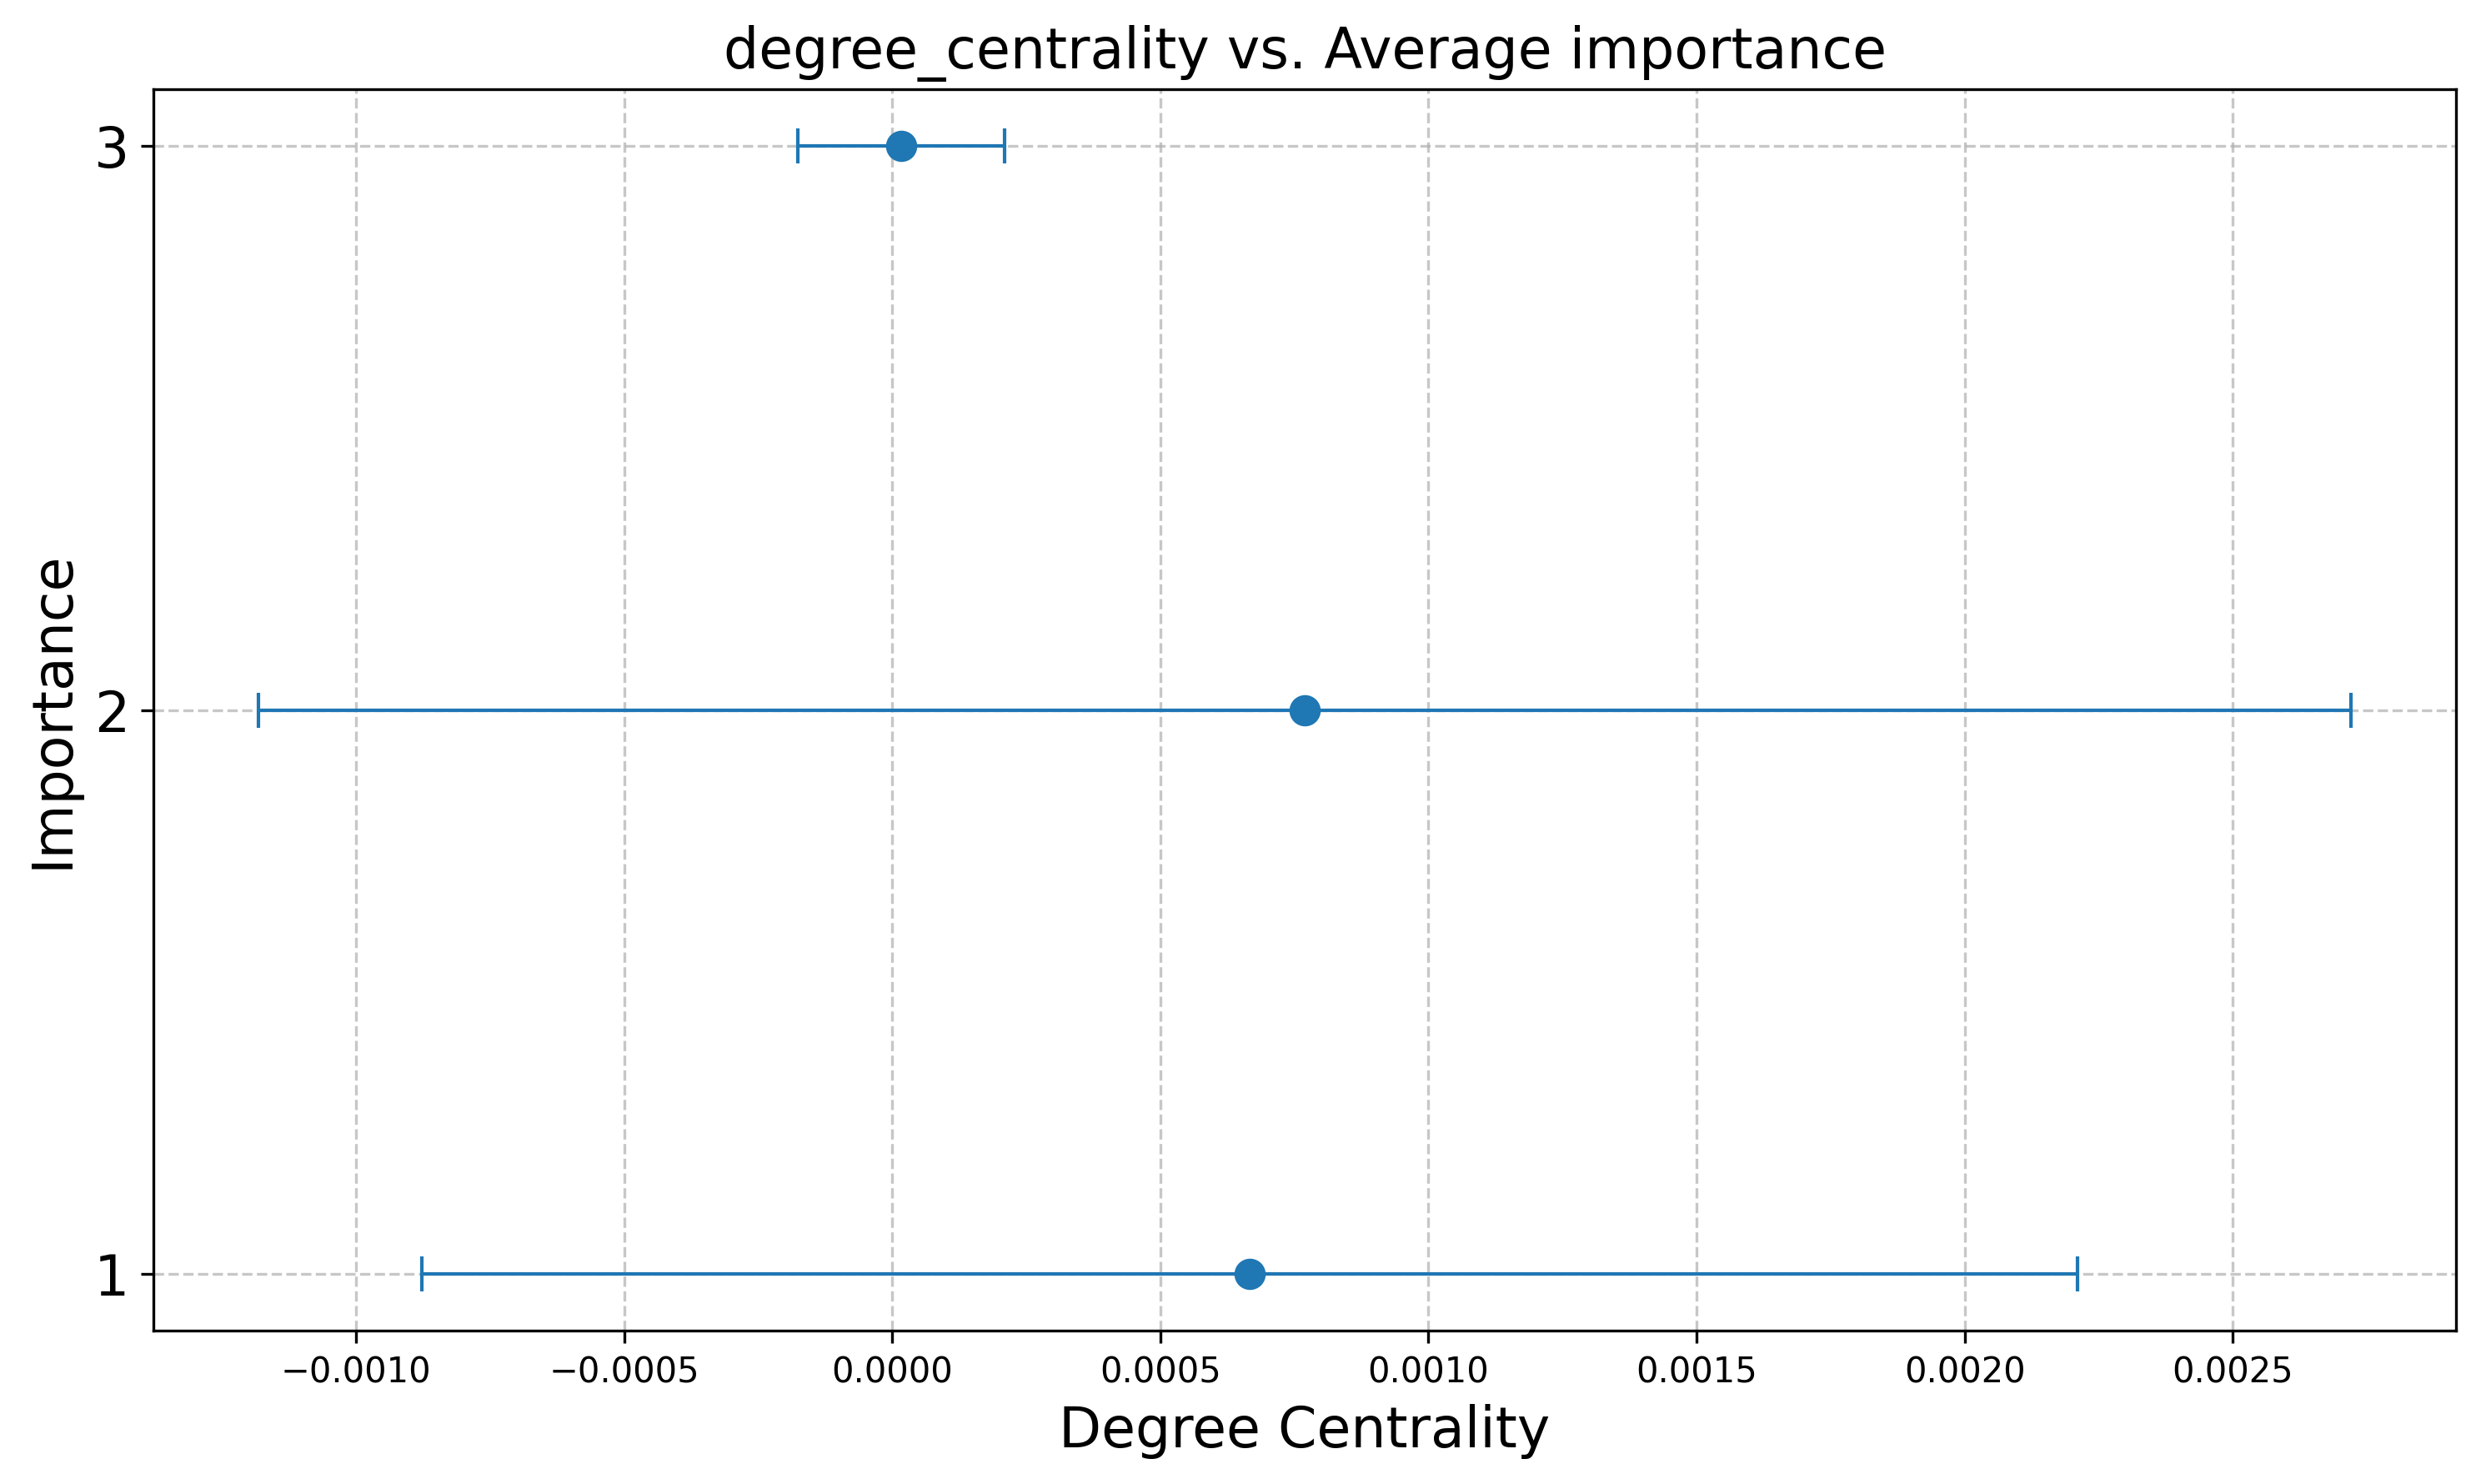 degree_centrality vs. Average importance
3
2
1
Importance
−0.0010 −0.0005 0.0000 0.0005 0.0010 0.0015 0.0020 0.0025
Degree Centrality